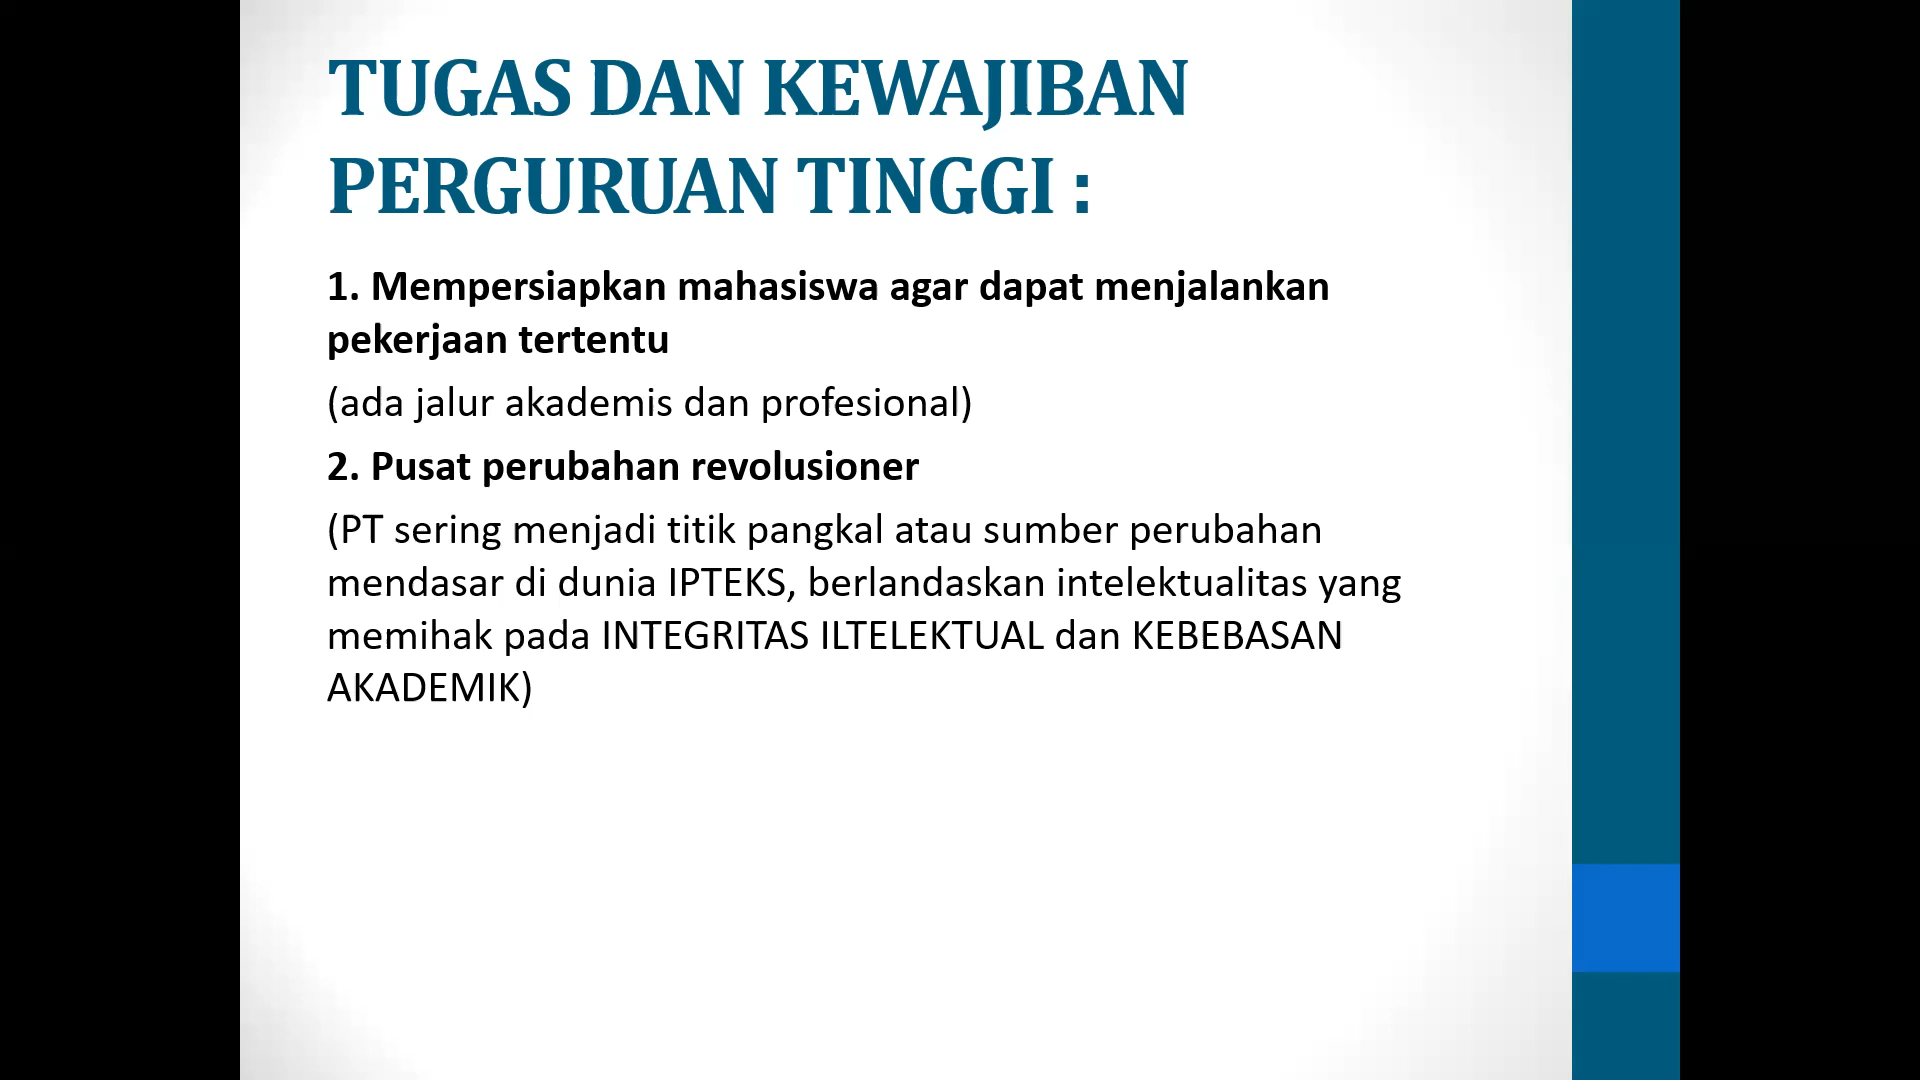 TUGAS DAN KEWAJIBAN
PERGURUAN TINGGI :
1. Mempersiapkan mahasiswa agar dapat menjalankan
pekerjaan tertentu
(ada jalur akademis dan profesional)
2. Pusat perubahan revolusioner
(PT sering menjadi titik pangkal atau sumber perubahan
mendasar di dunia IPTEKS, berlandaskan intelektualitas yang
memihak pada INTEGRITAS ILTELEKTUAL dan KEBEBASAN
AKADEMIK)